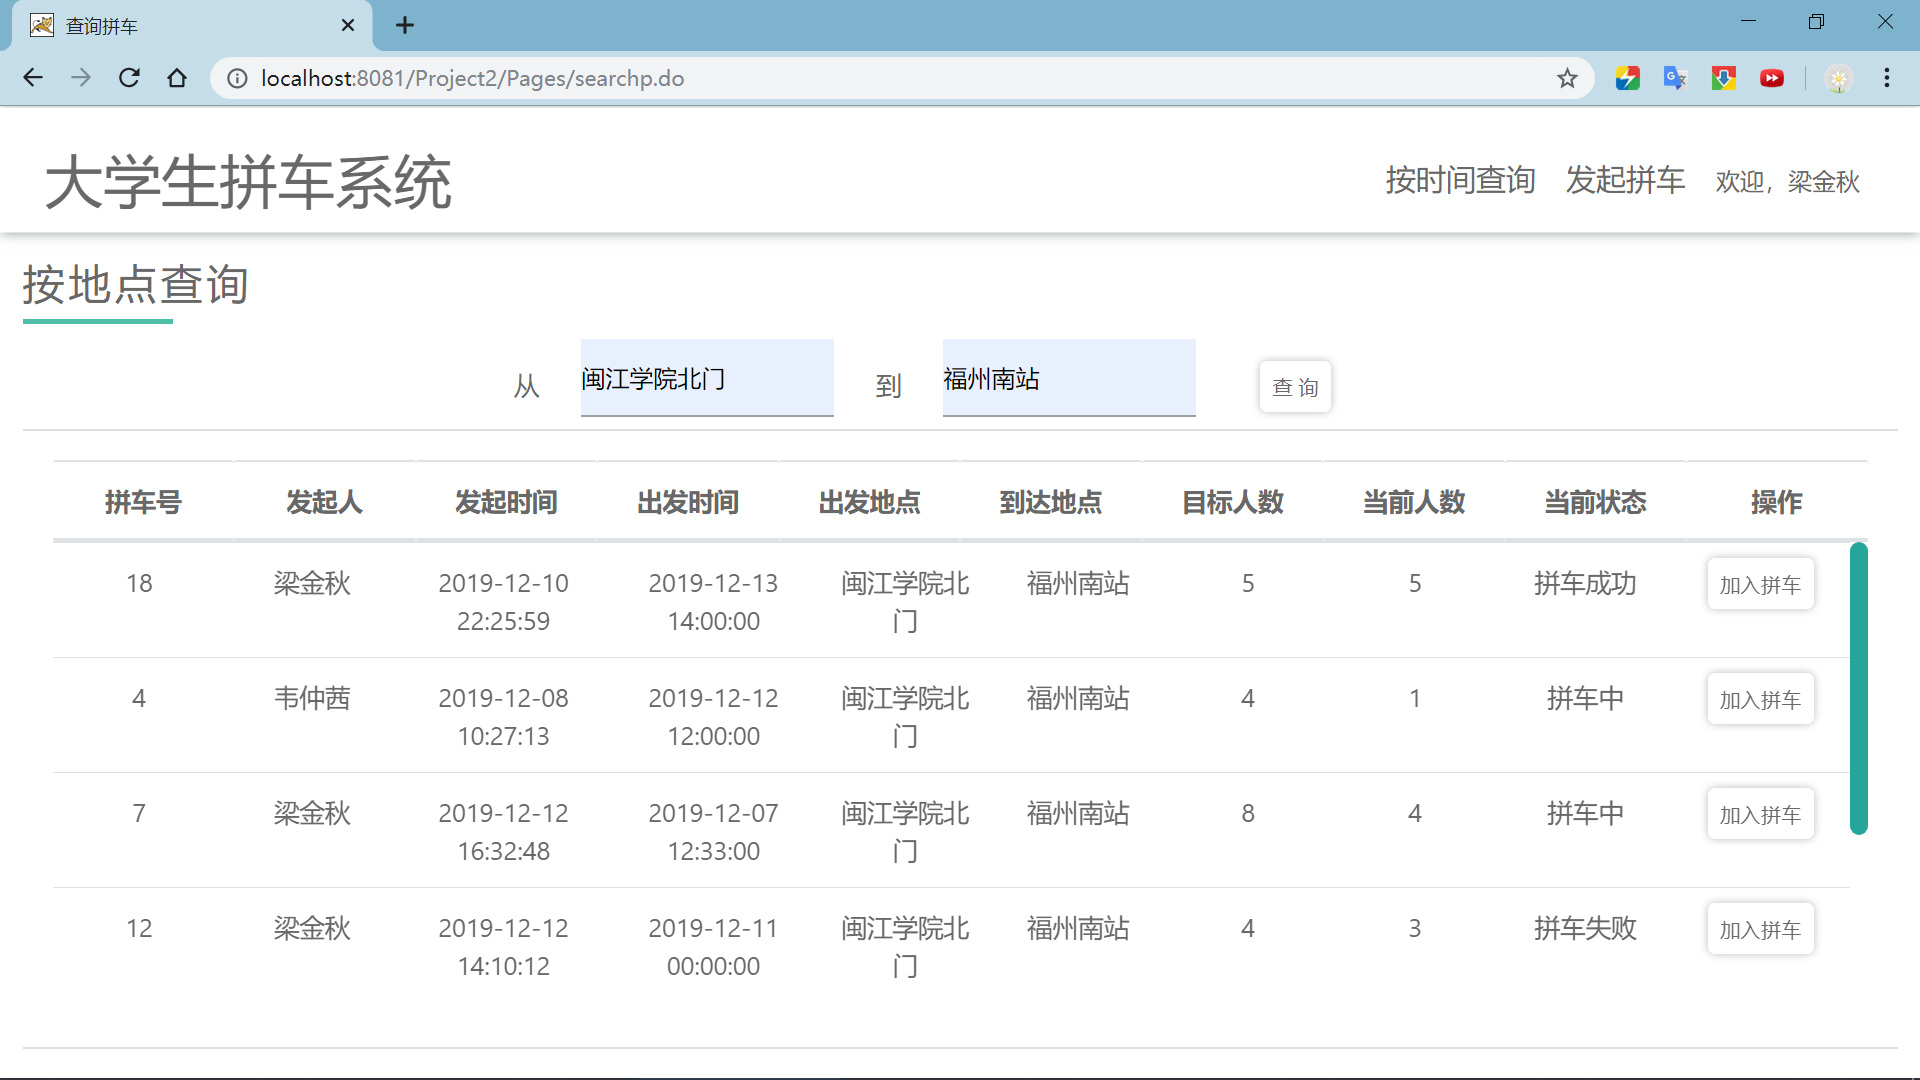 查询拼车
localhost:8081/Project2/Pages/searchp.do
大学生拼车系统
按时间查询 发起拼车 欢迎，梁金秋
按地点查询
从 闽江学院北门 到 福州南站 查 询
拼车号 发起人 发起时间 出发时间 出发地点 到达地点 目标人数 当前人数 当前状态 操作
18 梁金秋 2019-12-10 2019-12-13 闽江学院北 福州南站 5 5 拼车成功 加入拼车
22:25:59 14:00:00 门
4 韦仲茜 2019-12-08 2019-12-12 闽江学院北 福州南站 4 1 拼车中 加入拼车
10:27:13 12:00:00 门
7 梁金秋 2019-12-12 2019-12-07 闽江学院北 福州南站 8 4 拼车中 加入拼车
16:32:48 12:33:00 门
12 梁金秋 2019-12-12 2019-12-11 闽江学院北 福州南站 4 3 拼车失败 加入拼车
14:10:12 00:00:00 门